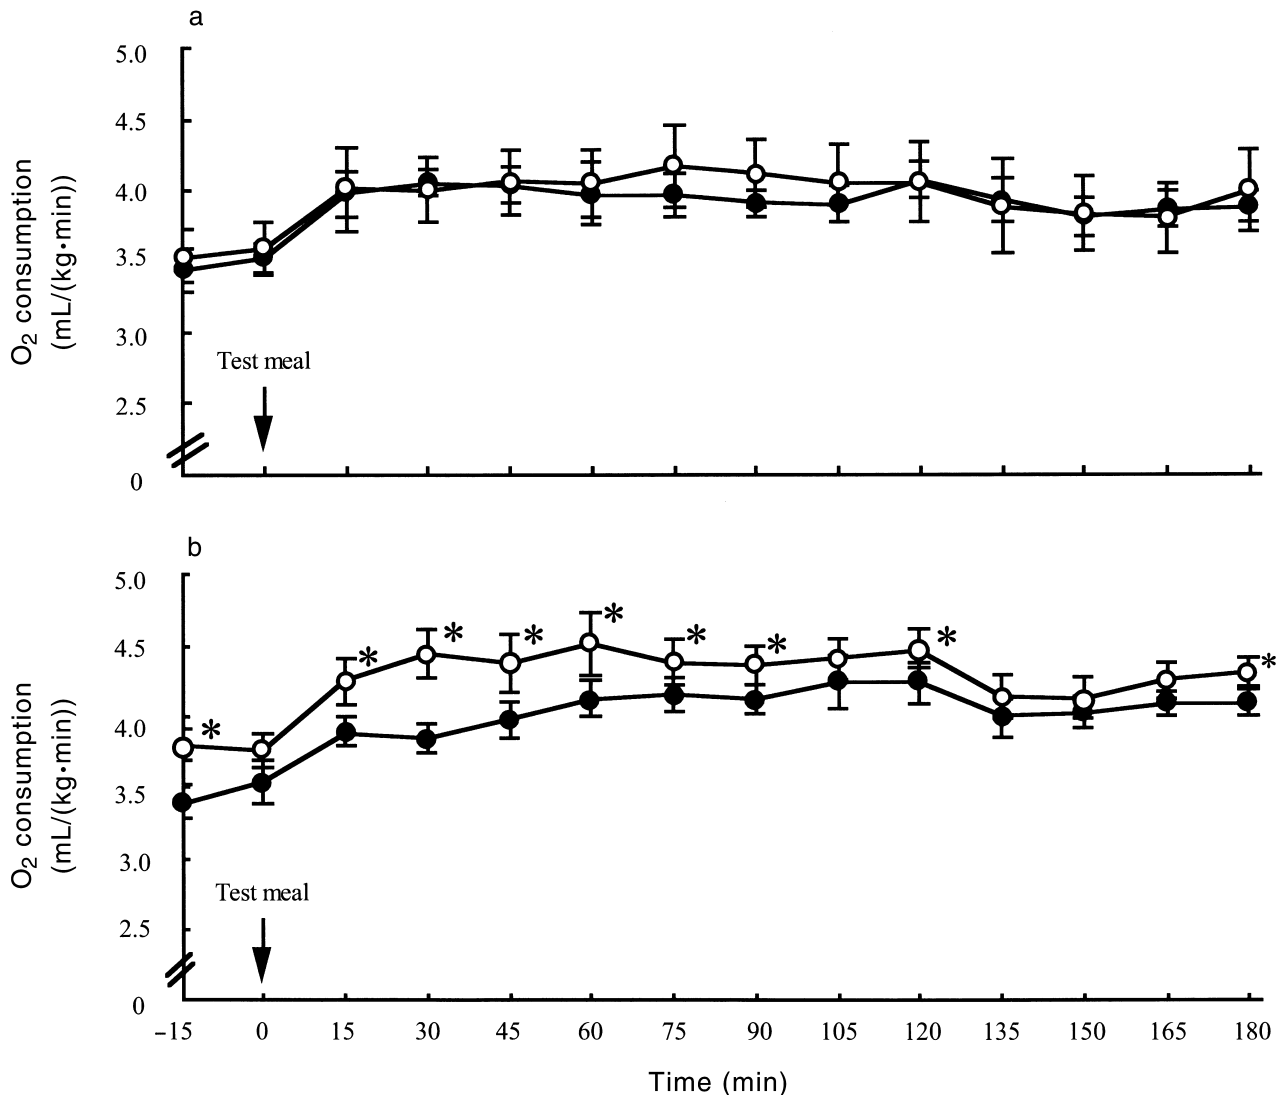 a
5.0
4.5
4.0
3.5
3.0
2.5
0
O2 consumption
(mL/(kg•min))
Test meal
b
5.0
*
*
*
*
*
*
*
*
4.5
4.0
3.5
3.0
2.5
0
O2 consumption
(mL/(kg•min))
Test meal
–15 0 15 30 45 60 75 90 105 120 135 150 165 180
Time (min)